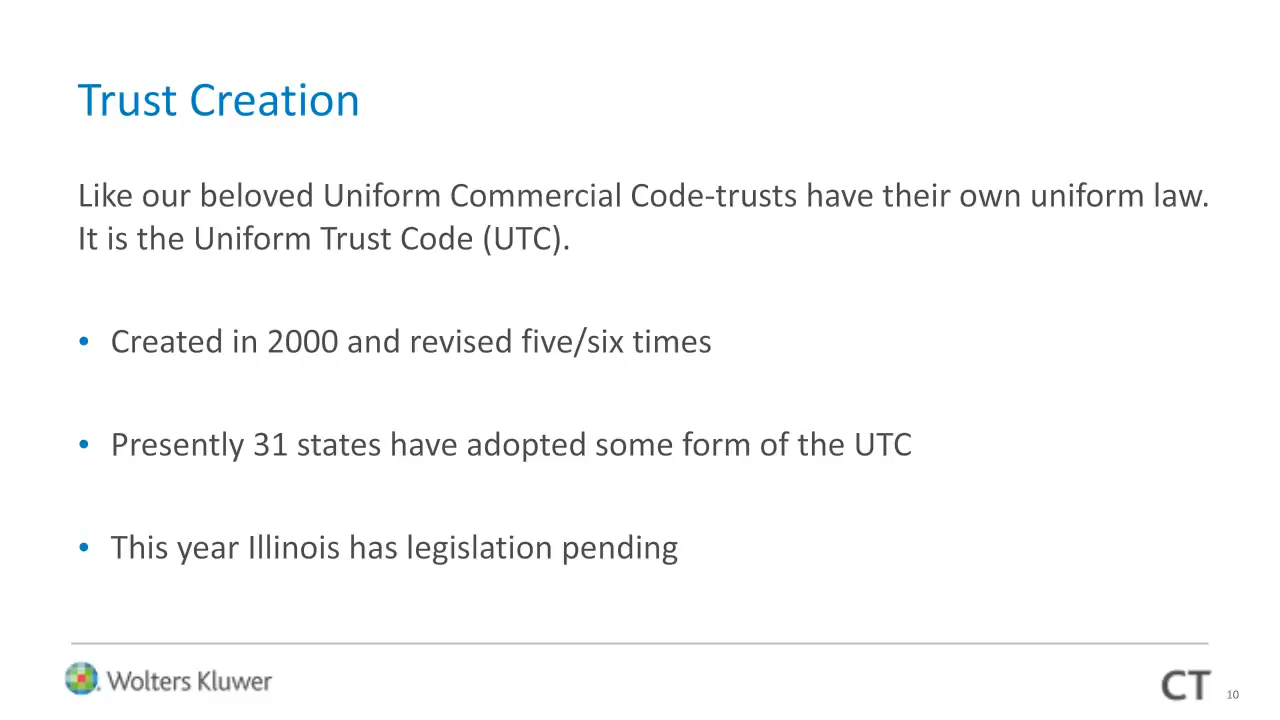 Trust Creation
Like our beloved Uniform Commercial Code-trusts have their own uniform law.
It is the Uniform Trust Code (UTC).
• Created in 2000 and revised five/six times
• Presently 31 states have adopted some form of the UTC
• This year Illinois has legislation pending
Wolters Kluwer
CT
10